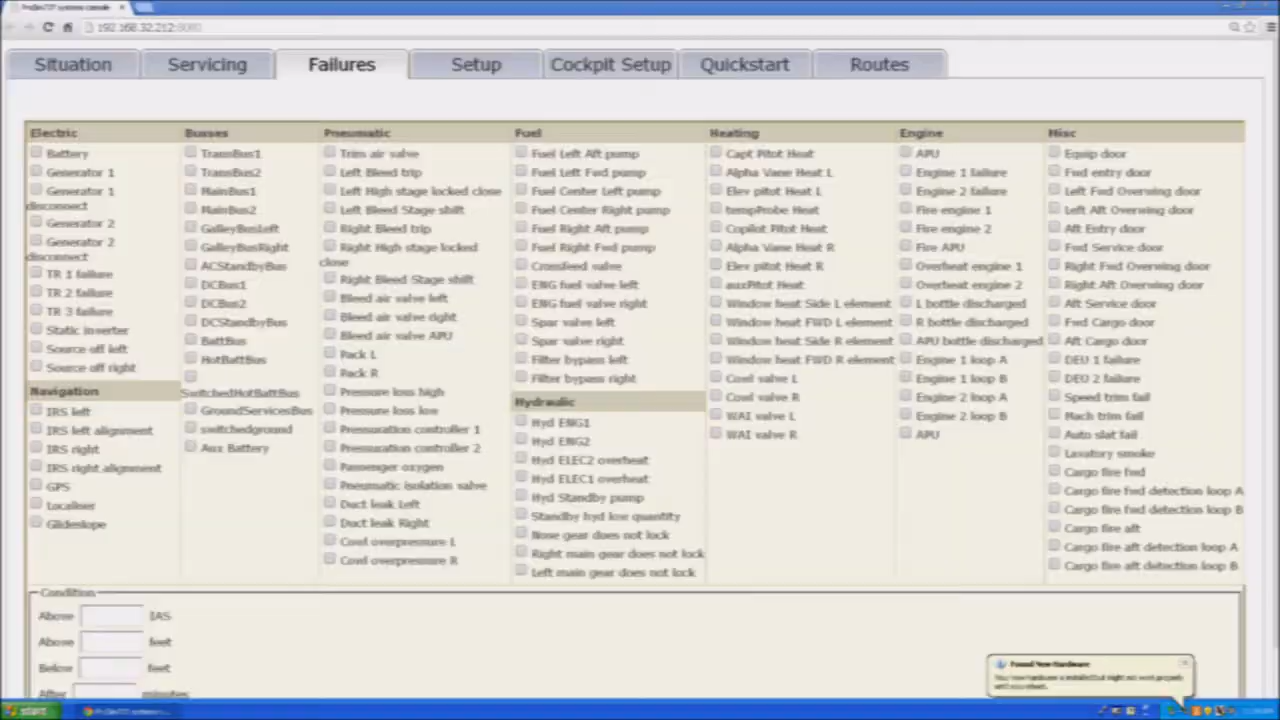 192.168.32.212:8080
Situation
Servicing
Failures
Setup
Cockpit Setup
Quickstart
Routes
Electric
Battery
Generator 1
Generator 1
disconnect
Generator 2
Generator 2
disconnect
TR 1 failure
TR 2 failure
TR 3 failure
Static inverter
Source off left
Source off right
Navigation
IRS left
IRS left alignment
IRS right
IRS right alignment
GPS
Localiser
Glideslope
Busses
TransBus1
TransBus2
MainBus1
MainBus2
GalleyBusLeft
GalleyBusRight
ACStandbyBus
DCBus1
DCBus2
DCStandbyBus
BattBus
HotBattBus
SwitchedHotBattBus
GroundServicesBus
switchedground
Aux Battery
Pneumatic
Trim air valve
Left Bleed trip
Left High stage locked close
Left Bleed Stage shift
Right Bleed trip
Right High stage locked
close
Right Bleed Stage shift
Bleed air valve left
Bleed air valve right
Bleed air valve APU
Pack L
Pack R
Pressure loss high
Pressure loss low
Pressuration controller 1
Pressuration controller 2
Passenger oxygen
Pneumatic isolation valve
Duct leak Left
Duct leak Right
Cowl overpressure L
Cowl overpressure R
Fuel
Fuel Left Aft pump
Fuel Left Fwd pump
Fuel Center Left pump
Fuel Center Right pump
Fuel Right Aft pump
Fuel Right Fwd pump
Crossfeed valve
ENG fuel valve left
ENG fuel valve right
Spar valve left
Spar valve right
Filter bypass left
Filter bypass right
Hydraulic
Hyd ENG1
Hyd ENG2
Hyd ELEC2 overheat
Hyd ELEC1 overheat
Hyd Standby pump
Standby hyd low quantity
None gear does not lock
Right main gear does not lock
Left main gear does not lock
Heating
Capt Pitot Heat
Alpha Vane Heat L
Elev pitot Heat L
tempProbe Heat
Copilot Pitot Heat
Alpha Vane Heat R
Elev pitot Heat R
auxPitot Heat
Window heat Side L element
Window heat FWD L element
Window heat Side R element
Window heat FWD R element
Cowl valve L
Cowl valve R
WAI valve L
WAI valve R
Engine
APU
Engine 1 failure
Engine 2 failure
Fire engine 1
Fire engine 2
Fire APU
Overheat engine 1
Overheat engine 2
L bottle discharged
R bottle discharged
APU bottle discharged
Engine 1 loop A
Engine 1 loop B
Engine 2 loop A
Engine 2 loop B
APU
Misc
Equip door
Fwd entry door
Left Fwd Overwing door
Left Aft Overwing door
Aft Entry door
Fwd Service door
Right Fwd Overwing door
Right Aft Overwing door
Aft Service door
Fwd Cargo door
Aft Cargo door
DEU 1 failure
DEU 2 failure
Speed trim fail
Mach trim fail
Auto slat fail
Lavatory smoke
Cargo fire fwd
Cargo fire fwd detection loop A
Cargo fire fwd detection loop B
Cargo fire aft
Cargo fire aft detection loop A
Cargo fire aft detection loop B
Condition
Above IAS
Above feet
Below feet
After minutes
Found New Hardware
start